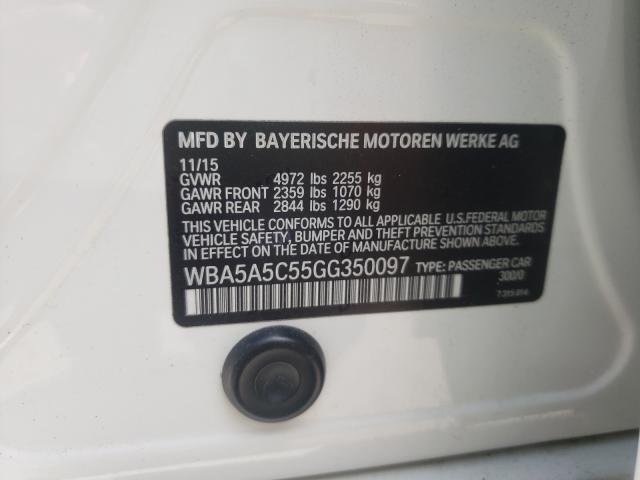 MFD BY BAYERISCHE MOTOREN WERKE AG
11/15
GVWR 4972 lbs 2255 kg
GAWR FRONT 2359 lbs 1070 kg
GAWR REAR 2844 lbs 1290 kg
THIS VEHICLE CONFORMS TO ALL APPLICABLE U.S.FEDERAL MOTOR
VEHICLE SAFETY, BUMPER AND THEFT PREVENTION STANDARDS
IN EFFECT ON THE DATE OF MANUFACTURE SHOWN ABOVE.
WBA5A5C55GG350097 TYPE: PASSENGER CAR
300/0